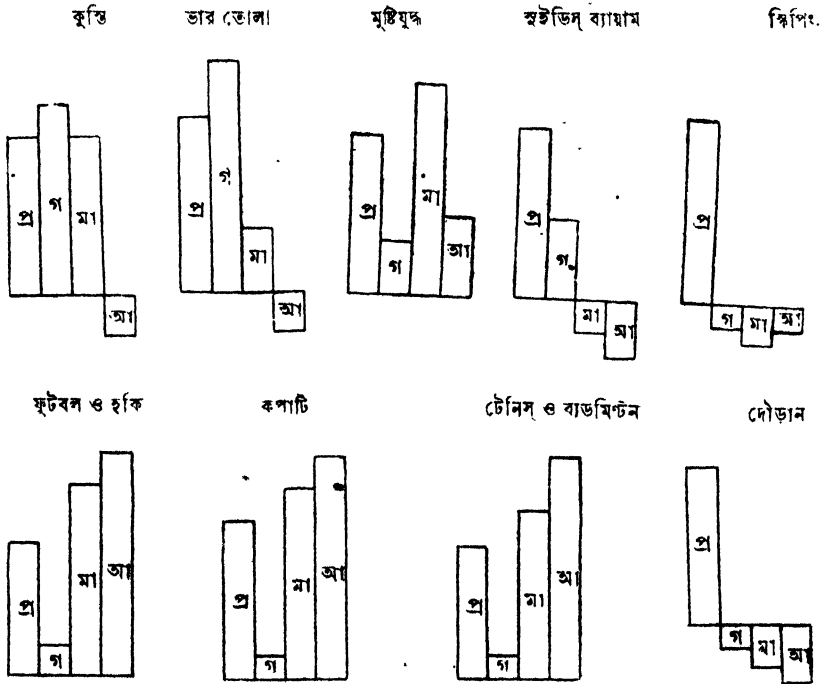 কুস্তি ভার তোলা মুষ্টিযুদ্ধ সুইডিস্ ব্যায়াম স্কিপিং.
প্র গ মা আ প্র গ মা আ প্র গ মা আ প্র গ মা আ প্র গ মা আ
ফুটবল ও হকি কপাটি টেনিস্ ও ব্যাডমিণ্টন দৌড়ান
প্র গ মা আ প্র গ মা আ প্র গ মা আ প্র গ মা আ